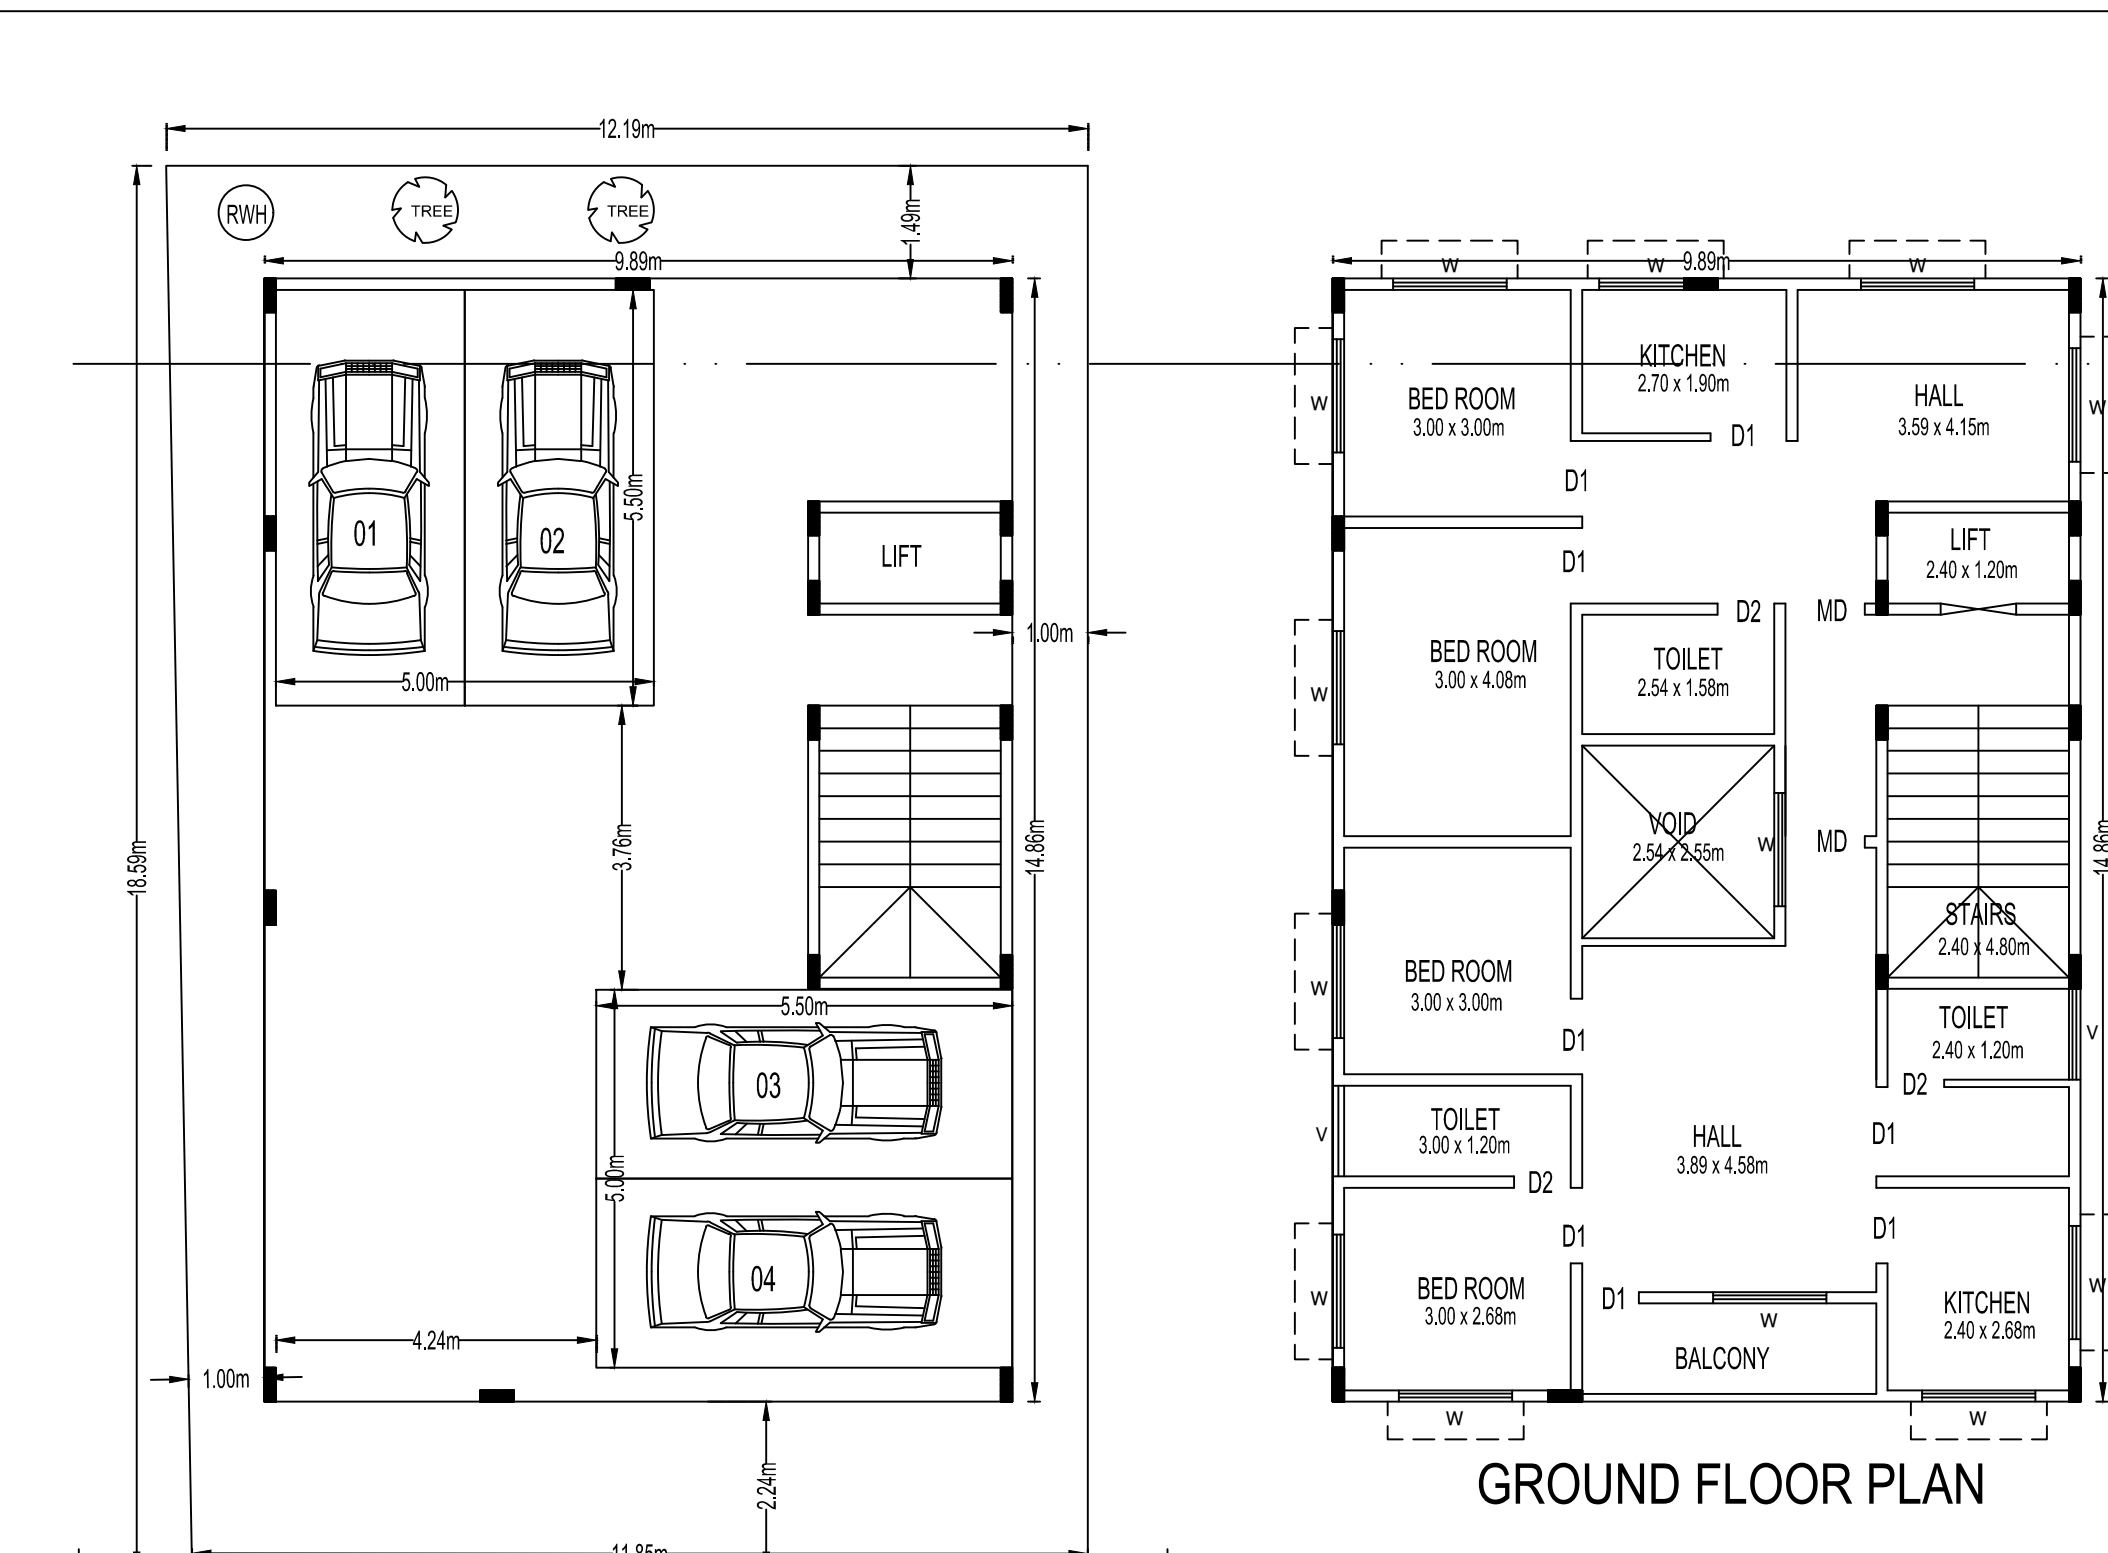 12.19m
RWH
TREE
TREE
1.49m
9.89m
01
02
5.50m
LIFT
1.00m
5.00m
18.59m
3.76m
14.86m
5.50m
03
5.00m
04
4.24m
1.00m
2.24m
11.85m
W
W
9.89m
W
W
BED ROOM
3.00 x 3.00m
KITCHEN
2.70 x 1.90m
D1
HALL
3.59 x 4.15m
W
D1
D1
LIFT
2.40 x 1.20m
D2
MD
BED ROOM
3.00 x 4.08m
TOILET
2.54 x 1.58m
W
VOID
2.54 x 2.55m
W
MD
14.86m
STAIRS
2.40 x 4.80m
W
BED ROOM
3.00 x 3.00m
D1
TOILET
2.40 x 1.20m
V
D2
V
TOILET
3.00 x 1.20m
D2
HALL
3.89 x 4.58m
D1
D1
D1
W
BED ROOM
3.00 x 2.68m
D1
W
BALCONY
KITCHEN
2.40 x 2.68m
W
W
W
GROUND FLOOR PLAN